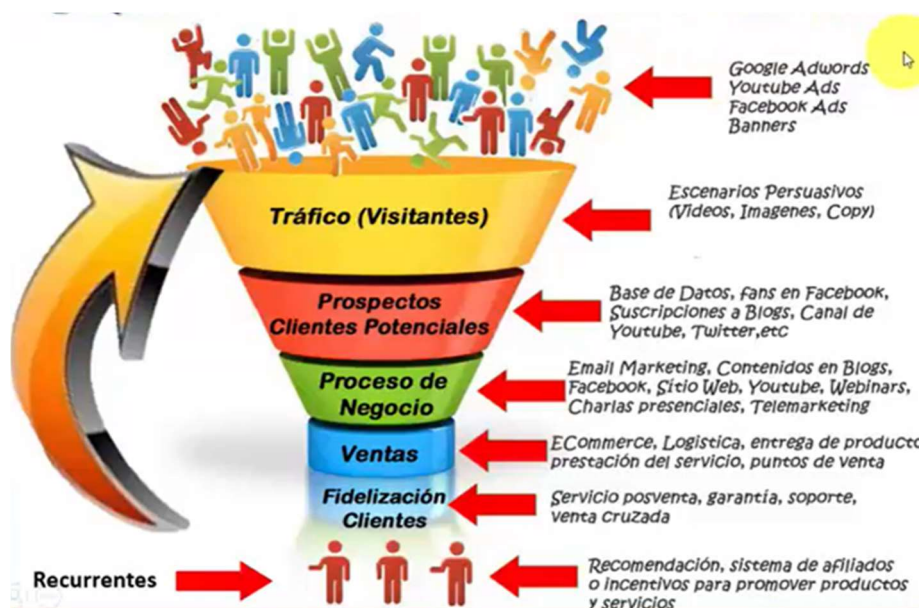 Google Adwords
Youtube Ads
Facebook Ads
Banners
Tráfico (Visitantes)
Escenarios Persuasivos
(Videos, Imagenes, Copy)
Prospectos
Clientes Potenciales
Base de Datos, fans en Facebook,
Suscripciones a Blogs, Canal de
Youtube, Twitter,etc
Proceso de
Negocio
Email Marketing, Contenidos en Blogs,
Facebook, Sitio Web, Youtube, Webinars,
Charlas presenciales, Telemarketing
Ventas
ECommerce, Logistica, entrega de producto
prestación del servicio, puntos de venta
Fidelización
Clientes
Servicio posventa, garantía, soporte,
venta cruzada
Recurrentes
Recomendación, sistema de afiliados
o incentivos para promover productos
y servicios